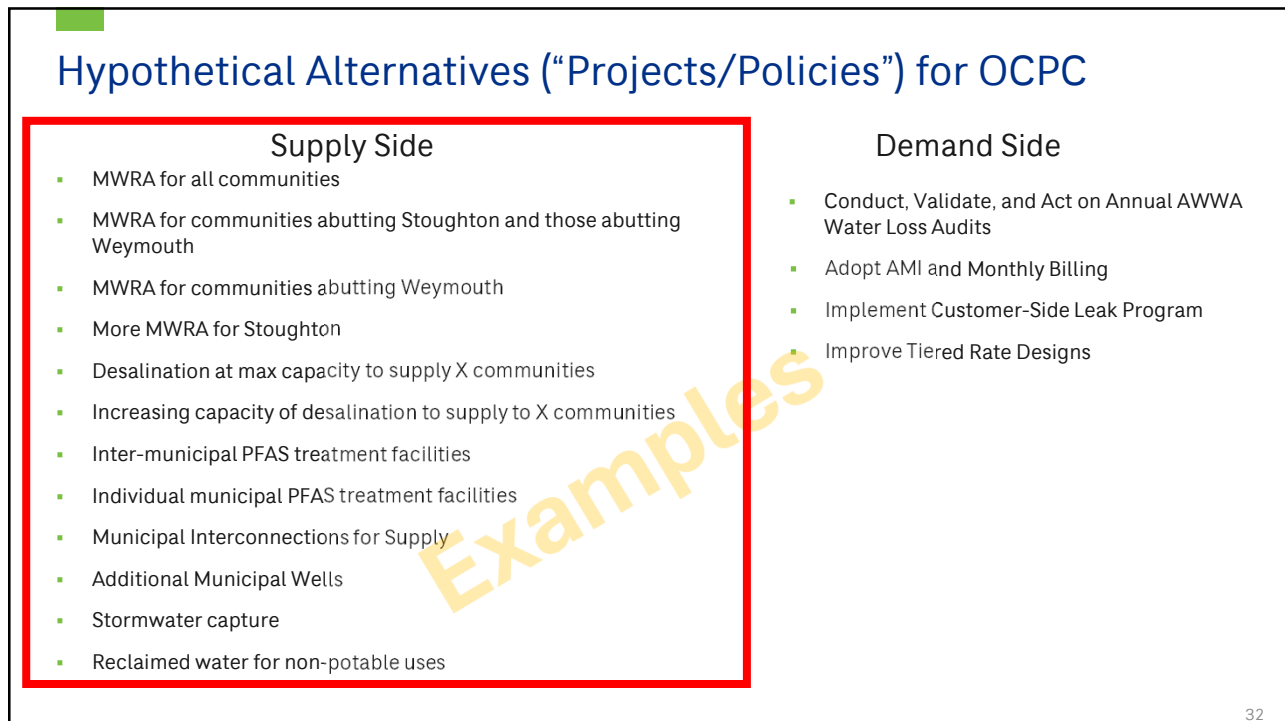 Hypothetical Alternatives (“Projects/Policies”) for OCPC
Supply Side
▪ MWRA for all communities
▪ MWRA for communities abutting Stoughton and those abutting
Weymouth
▪ MWRA for communities abutting Weymouth
▪ More MWRA for Stoughton
▪ Desalination at max capacity to supply X communities
▪ Increasing capacity of desalination to supply to X communities
▪ Inter-municipal PFAS treatment facilities
▪ Individual municipal PFAS treatment facilities
▪ Municipal Interconnections for Supply
▪ Additional Municipal Wells
▪ Stormwater capture
▪ Reclaimed water for non-potable uses
Demand Side
▪ Conduct, Validate, and Act on Annual AWWA
Water Loss Audits
▪ Adopt AMI and Monthly Billing
▪ Implement Customer-Side Leak Program
▪ Improve Tiered Rate Designs
Examples
32